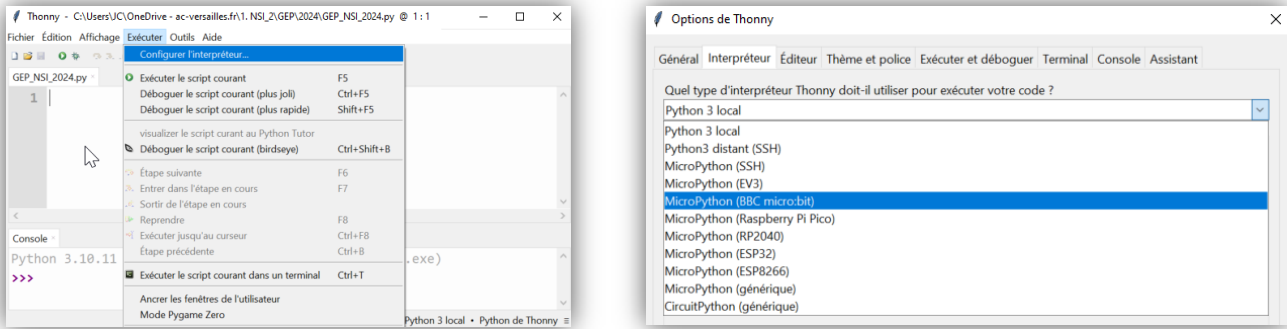 Thonny - C:\Users\JC\OneDrive - ac-versailles.fr\1. NSI_2\GEP\2024\GEP_NSI_2024.py @ 1:1
Fichier Édition Affichage Exécuter Outils Aide
Configurer l'interpréteur...
GEP_NSI_2024.py
Exécuter le script courant F5
1
Déboguer le script courant (plus joli) Ctrl+F5
Déboguer le script courant (plus rapide) Shift+F5
visualizer le script curant au Python Tutor
Déboguer le script courant (birdseye) Ctrl+Shift+B
Étape suivante F6
Entrer dans l'étape en cours F7
Sortir de l'étape en cours
Reprendre F8
Exécuter jusqu'au curseur Ctrl+F8
Étape précédente Ctrl+B
Exécuter le script courant dans un terminal Ctrl+T
Ancrer les fenêtres de l'utilisateur
Mode Pygame Zero
Console
Python 3.10.11 .exe)
>>>
Python 3 local • Python de Thonny
Options de Thonny
Général Interpréteur Éditeur Thème et police Exécuter et déboguer Terminal Console Assistant
Quel type d'interpréteur Thonny doit-il utiliser pour exécuter votre code ?
Python 3 local
Python 3 local
Python3 distant (SSH)
MicroPython (SSH)
MicroPython (EV3)
MicroPython (BBC micro:bit)
MicroPython (Raspberry Pi Pico)
MicroPython (RP2040)
MicroPython (ESP32)
MicroPython (ESP8266)
MicroPython (générique)
CircuitPython (générique)